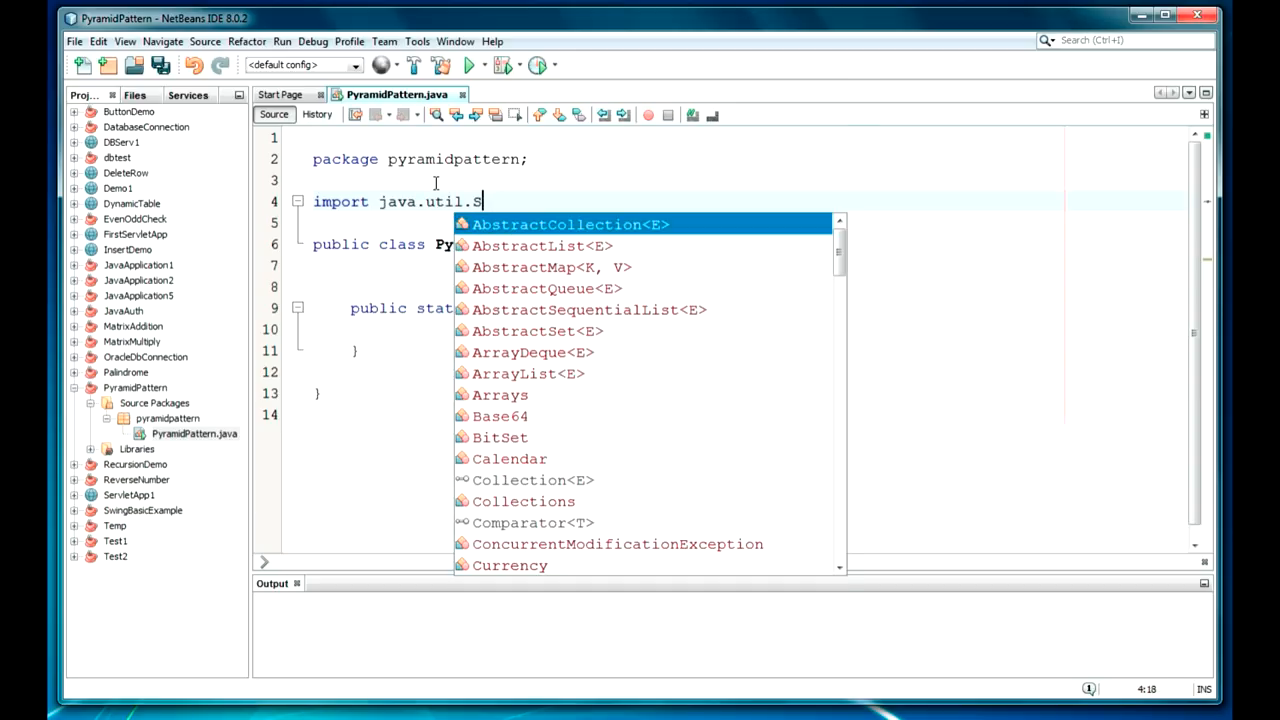 PyramidPattern - NetBeans IDE 8.0.2
File Edit View Navigate Source Refactor Run Debug Profile Team Tools Window Help
Search (Ctrl+I)
<default config>
Proj... Files Services
Start Page PyramidPattern.java
Source History
ButtonDemo
DatabaseConnection
DBServ1
dbtest
DeleteRow
Demo1
DynamicTable
EvenOddCheck
FirstServletApp
InsertDemo
JavaApplication1
JavaApplication2
JavaApplication5
JavaAuth
MatrixAddition
MatrixMultiply
OracleDbConnection
Palindrome
PyramidPattern
Source Packages
pyramidpattern
PyramidPattern.java
Libraries
RecursionDemo
ReverseNumber
ServletApp1
SwingBasicExample
Temp
Test1
Test2
1
2 package pyramidpattern;
3
4 import java.util.S
5
6 public class Py
7
8
9 public stat
10
11 }
12
13 }
14
AbstractCollection<E>
AbstractList<E>
AbstractMap<K, V>
AbstractQueue<E>
AbstractSequentialList<E>
AbstractSet<E>
ArrayDeque<E>
ArrayList<E>
Arrays
Base64
BitSet
Calendar
Collection<E>
Collections
Comparator<T>
ConcurrentModificationException
Currency
Output
1
4:18 INS